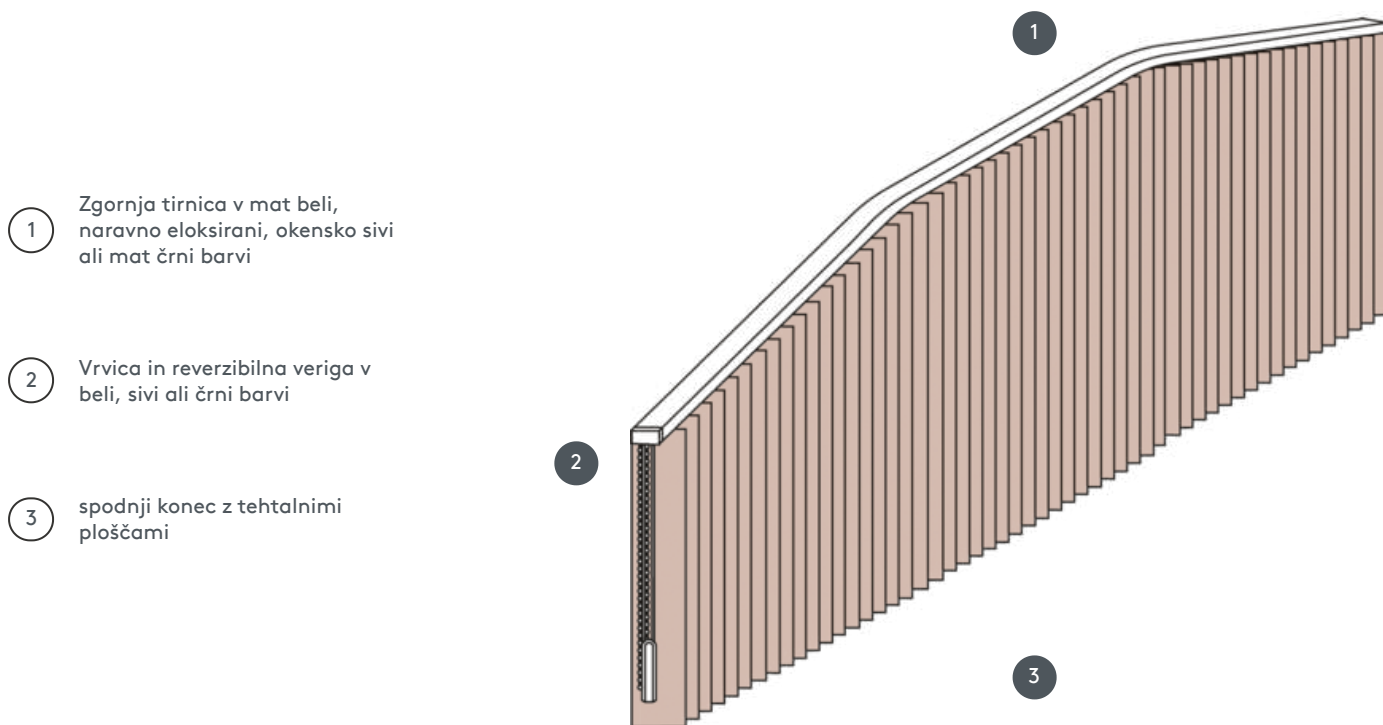 1
Zgornja tirnica v mat beli,
naravno eloksirani, okensko sivi
ali mat črni barvi
2
Vrvica in reverzibilna veriga v
beli, sivi ali črni barvi
3
spodnji konec z tehtalnimi
ploščami
1
2
3